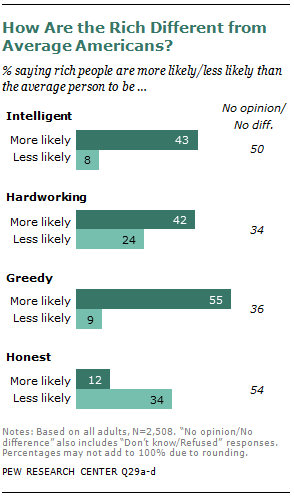 How Are the Rich Different from
Average Americans?
% saying rich people are more likely/less likely than
the average person to be ...
No opinion/
No diff.
Intelligent
More likely 43
Less likely 8
50
Hardworking
More likely 42
Less likely 24
34
Greedy
More likely 55
Less likely 9
36
Honest
More likely 12
Less likely 34
54
Notes: Based on all adults, N=2,508. “No opinion/No
difference” also includes “Don’t know/Refused” responses.
Percentages may not add to 100% due to rounding.
PEW RESEARCH CENTER Q29a-d